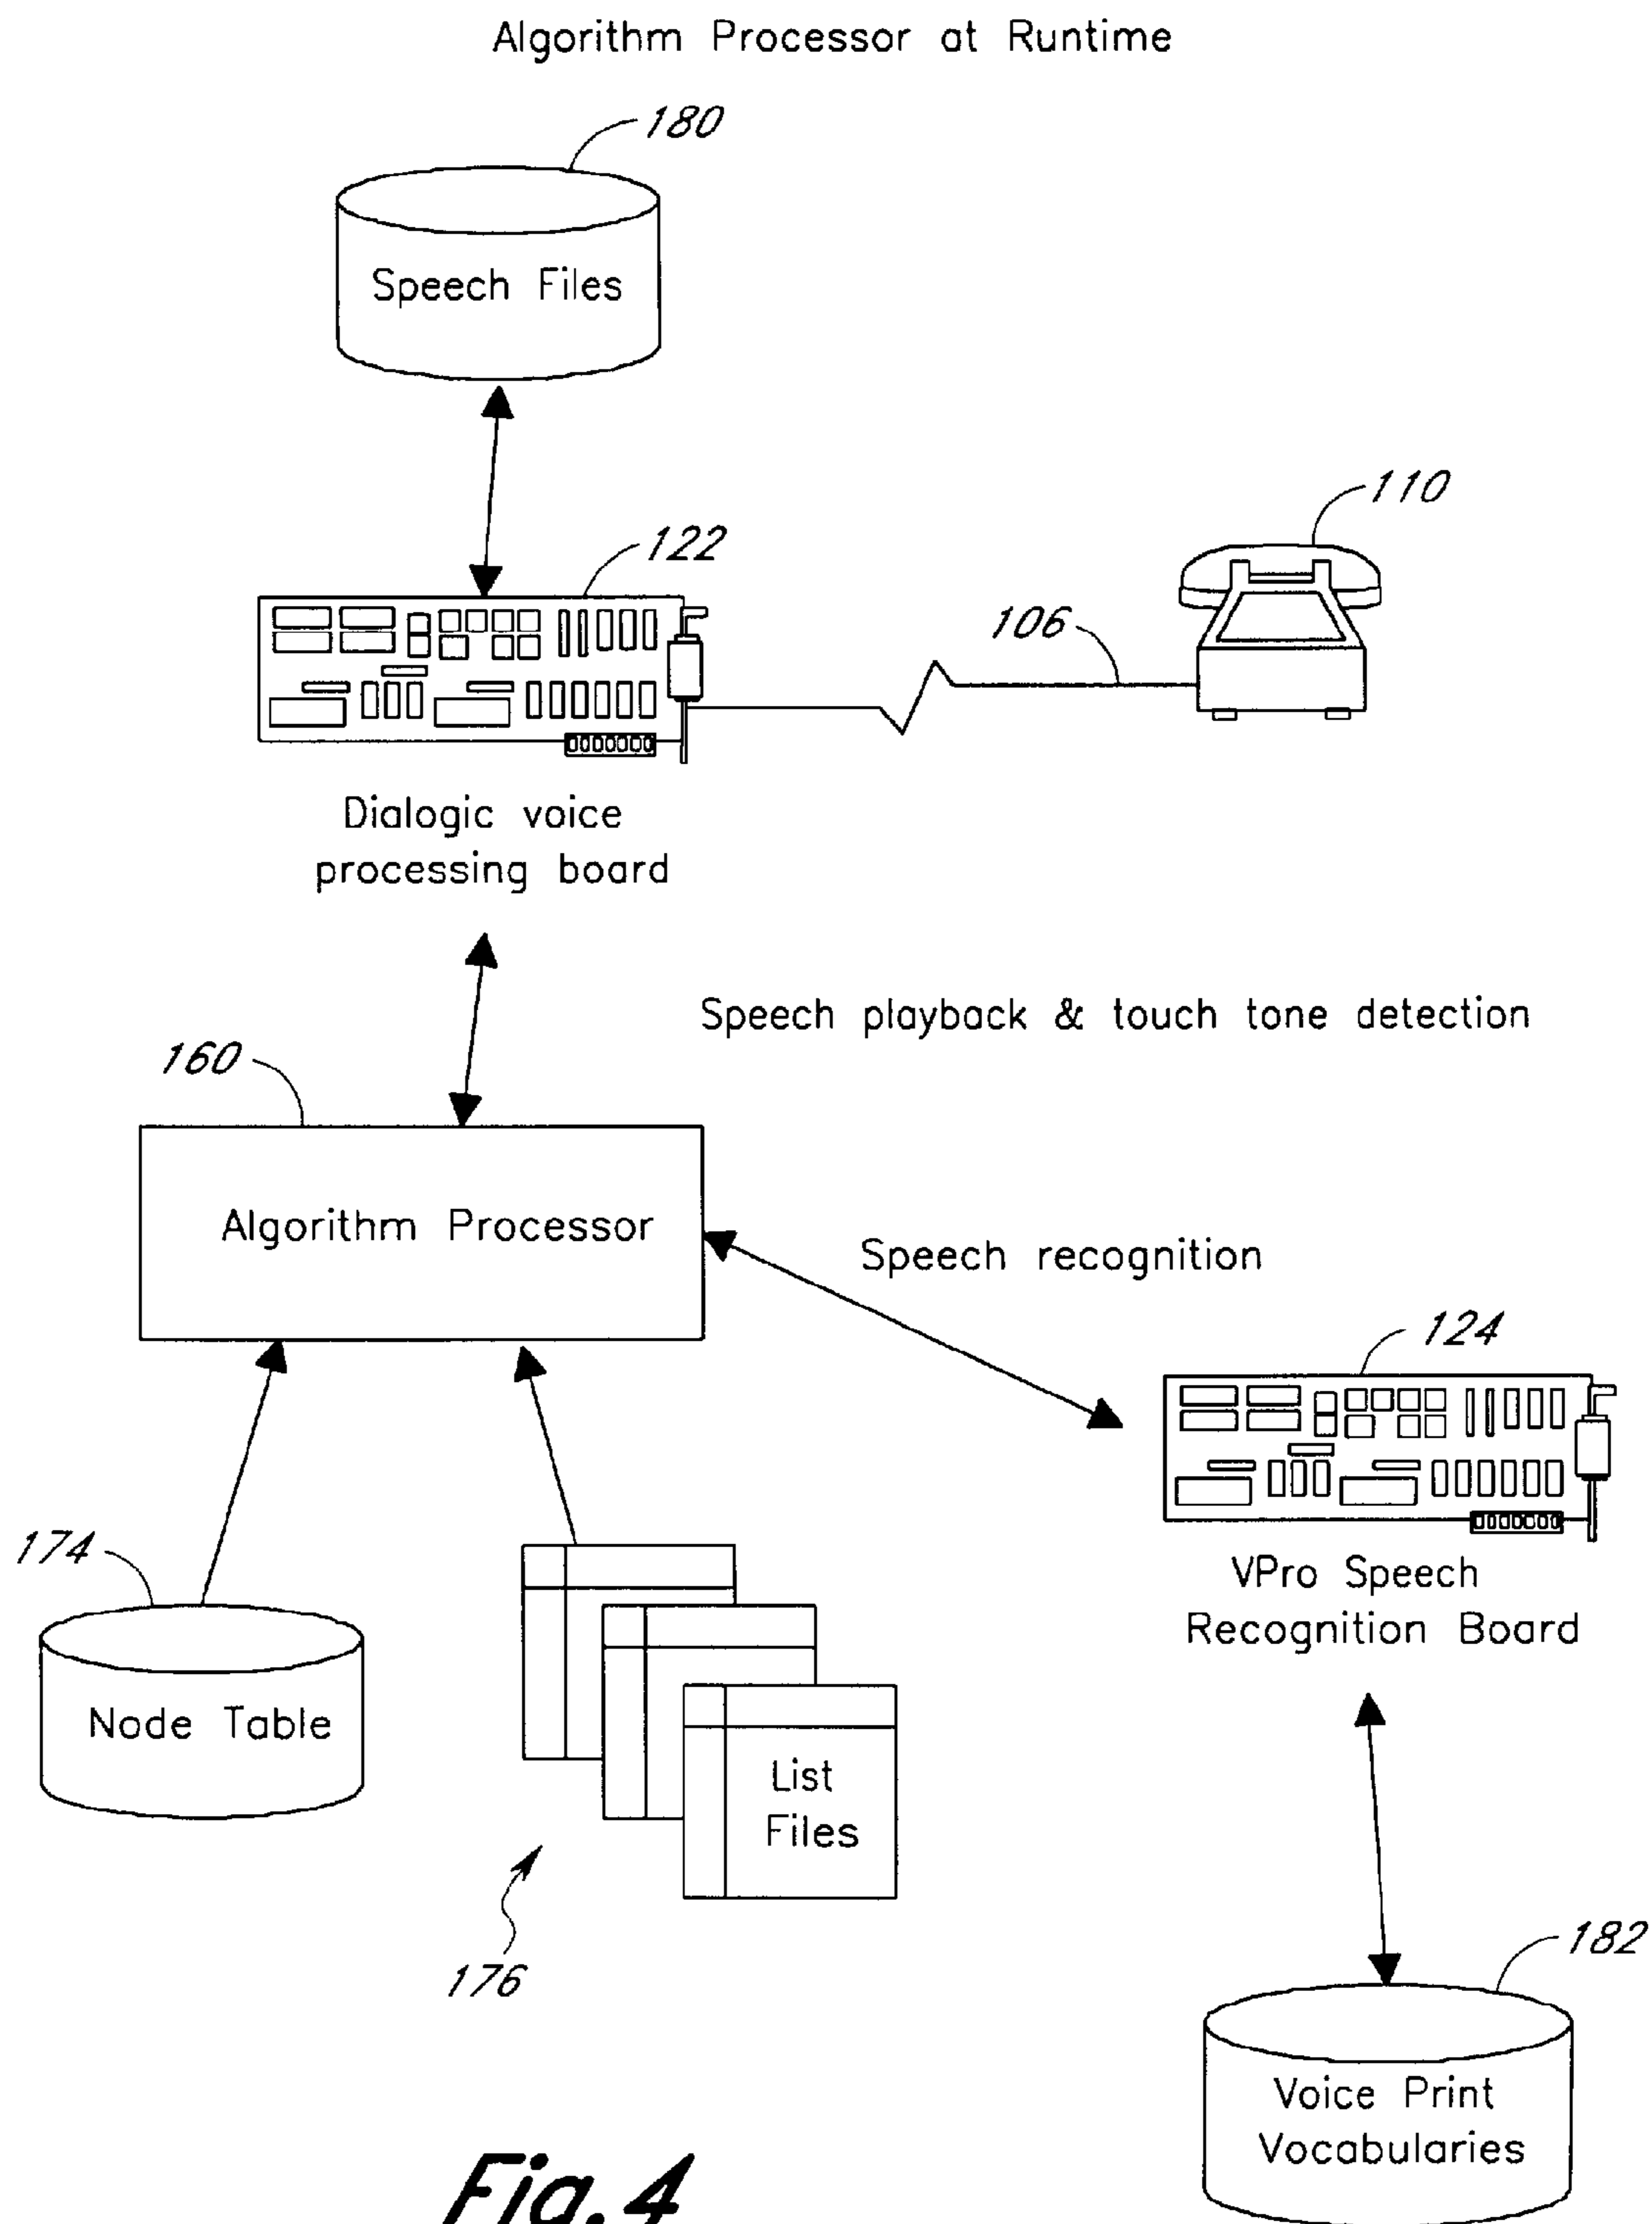 Algorithm Processor at Runtime
180
Speech Files
110
122
106
Dialogic voice
processing board
Speech playback & touch tone detection
160
Algorithm Processor
Speech recognition
124
VPro Speech
Recognition Board
174
Node Table
List
Files
176
182
Voice Print
Vocabularies
Fig. 4